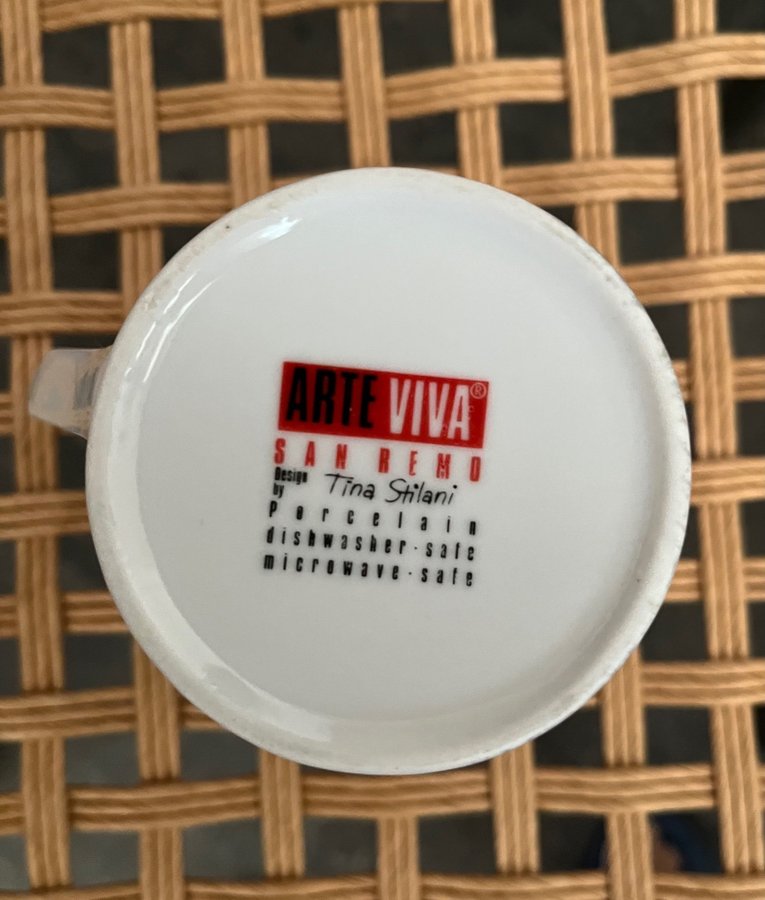 ARTE VIVA®
SAN REMO
Design by Tina Stilani
Porcelain
dishwasher-safe
microwave-safe